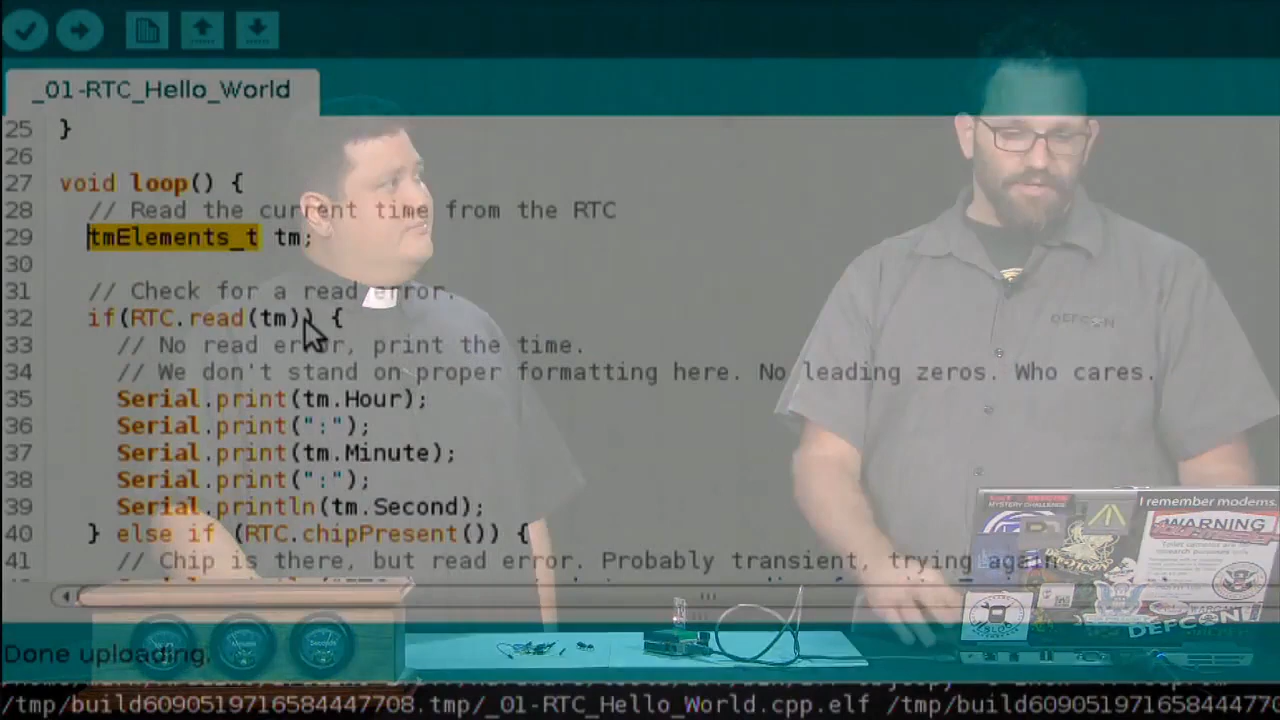 _01-RTC_Hello_World
25 }
26
27 void loop() {
28 // Read the current time from the RTC
29 tmElements_t tm;
30
31 // Check for a read error.
32 if(RTC.read(tm)) {
33 // No read error, print the time.
34 // We don't stand on proper formatting here. No leading zeros. Who cares.
35 Serial.print(tm.Hour);
36 Serial.print(":");
37 Serial.print(tm.Minute);
38 Serial.print(":");
39 Serial.println(tm.Second);
40 } else if (RTC.chipPresent()) {
41 // Chip is there, but read error. Probably transient, trying again
DEFCON
MYSTERY CHALLENGE
I remember modems.
WARNING
DEFCON
Done uploading.
/tmp/build6090519716584447708.tmp/_01-RTC_Hello_World.cpp.elf /tmp/build60905197165844477